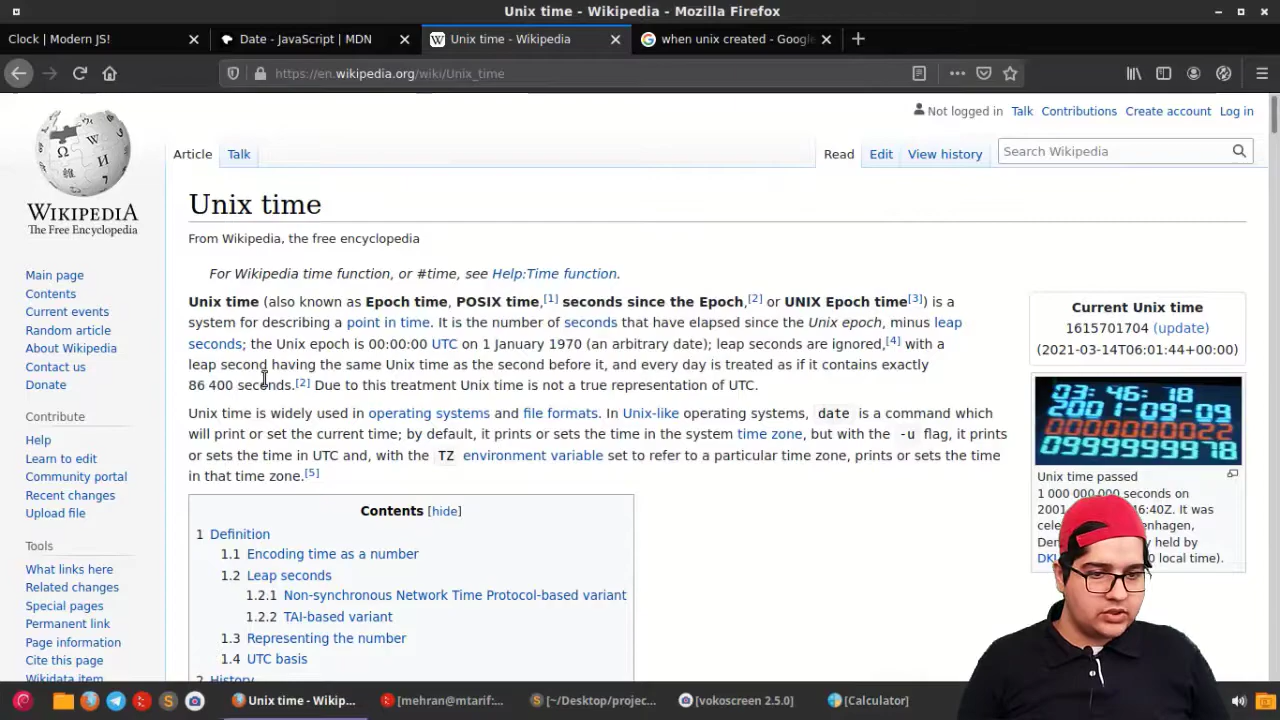 Unix time - Wikipedia - Mozilla Firefox
Clock | Modern JS!
Date - JavaScript | MDN
Unix time - Wikipedia
when unix created - Google
https://en.wikipedia.org/wiki/Unix_time
Not logged in Talk Contributions Create account Log in
Article Talk Read Edit View history Search Wikipedia
WIKIPEDIA
The Free Encyclopedia
Main page
Contents
Current events
Random article
About Wikipedia
Contact us
Donate
Contribute
Help
Learn to edit
Community portal
Recent changes
Upload file
Tools
What links here
Related changes
Special pages
Permanent link
Page information
Cite this page
Wikidata item
Unix time
From Wikipedia, the free encyclopedia
For Wikipedia time function, or #time, see Help:Time function.
Unix time (also known as Epoch time, POSIX time,[1] seconds since the Epoch,[2] or UNIX Epoch time[3]) is a
system for describing a point in time. It is the number of seconds that have elapsed since the Unix epoch, minus leap
seconds; the Unix epoch is 00:00:00 UTC on 1 January 1970 (an arbitrary date); leap seconds are ignored,[4] with a
leap second having the same Unix time as the second before it, and every day is treated as if it contains exactly
86 400 seconds.[2] Due to this treatment Unix time is not a true representation of UTC.
Unix time is widely used in operating systems and file formats. In Unix-like operating systems, date is a command which
will print or set the current time; by default, it prints or sets the time in the system time zone, but with the -u flag, it prints
or sets the time in UTC and, with the TZ environment variable set to refer to a particular time zone, prints or sets the time
in that time zone.[5]
Contents [hide]
1 Definition
1.1 Encoding time as a number
1.2 Leap seconds
1.2.1 Non-synchronous Network Time Protocol-based variant
1.2.2 TAI-based variant
1.3 Representing the number
1.4 UTC basis
2 History
Current Unix time
1615701704 (update)
(2021-03-14T06:01:44+00:00)
03:46:18
2001-09-09
0000000022
0999999978
Unix time passed
1 000 000 000 seconds on
2001 46:40Z. It was
held by
0 local time).
Unix time - Wikip...
[mehran@mtarif:...
[~/Desktop/projec...
[vokoscreen 2.5.0]
[Calculator]